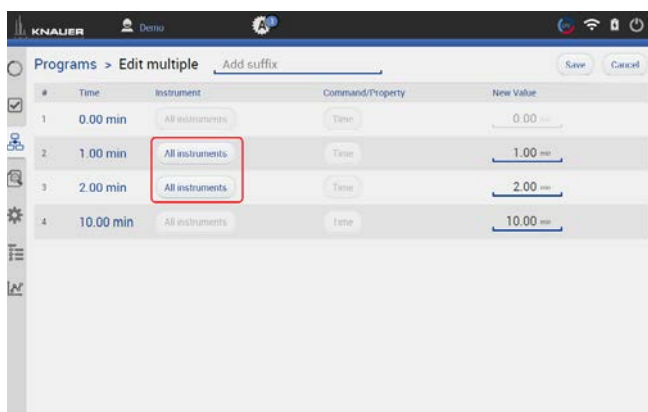 KNAUER Demo
Programs > Edit multiple Add suffix Save Cancel
# Time Instrument Command/Property New Value
1 0.00 min All instruments Time 0.00 min
2 1.00 min All instruments Time 1.00 min
3 2.00 min All instruments Time 2.00 min
4 10.00 min All instruments Time 10.00 min